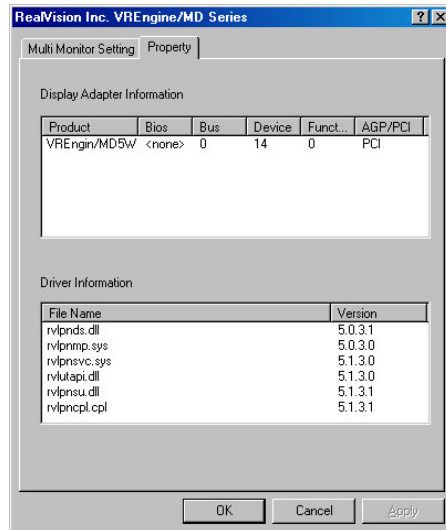 RealVision Inc. VREngine/MD Series
Multi Monitor Setting Property
Display Adapter Information
Product Bios Bus Device Funct... AGP/PCI
VREngin/MD5W <none> 0 14 0 PCI
Driver Information
File Name Version
rvlpnds.dll 5.0.3.1
rvlpnmp.sys 5.0.3.0
rvlpnsvc.sys 5.1.3.0
rvlutapi.dll 5.1.3.0
rvlpnsu.dll 5.1.3.1
rvlpncpl.cpl 5.1.3.1
OK Cancel Apply